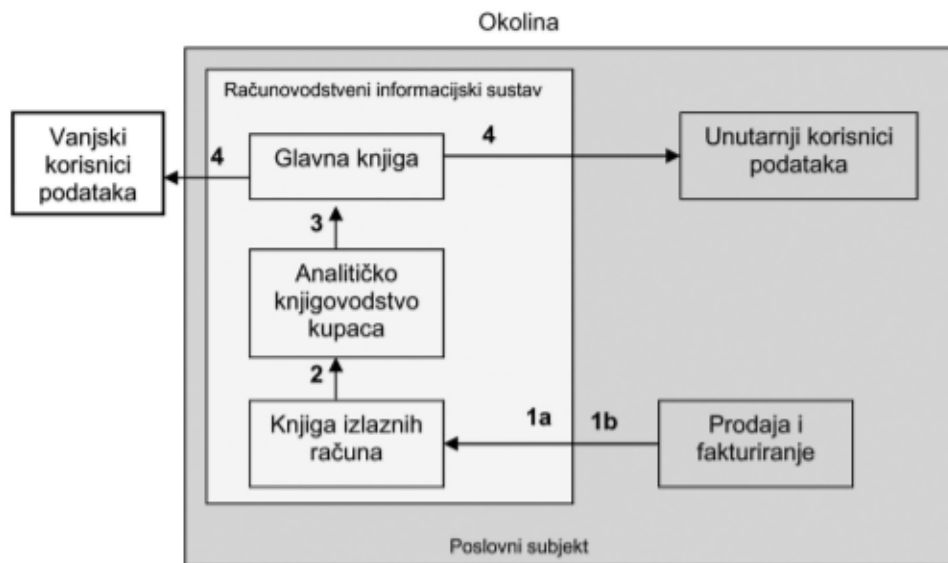 Okolina
Računovodstveni informacijski sustav
Vanjski
korisnici
podataka
4
Glavna knjiga
4
Unutarnji korisnici
podataka
3
Analitičko
knjigovodstvo
kupaca
2
Knjiga izlaznih
računa
1a
1b
Prodaja i
fakturiranje
Poslovni subjekt